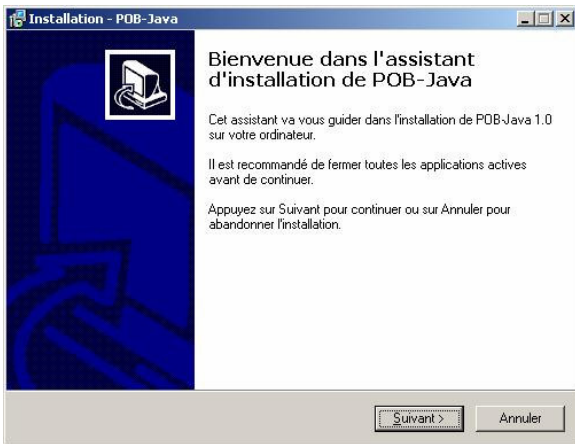 Installation - POB-Java
Bienvenue dans l'assistant
d'installation de POB-Java
Cet assistant va vous guider dans l'installation de POB-Java 1.0
sur votre ordinateur.
Il est recommandé de fermer toutes les applications actives
avant de continuer.
Appuyez sur Suivant pour continuer ou sur Annuler pour
abandonner l'installation.
Suivant >
Annuler